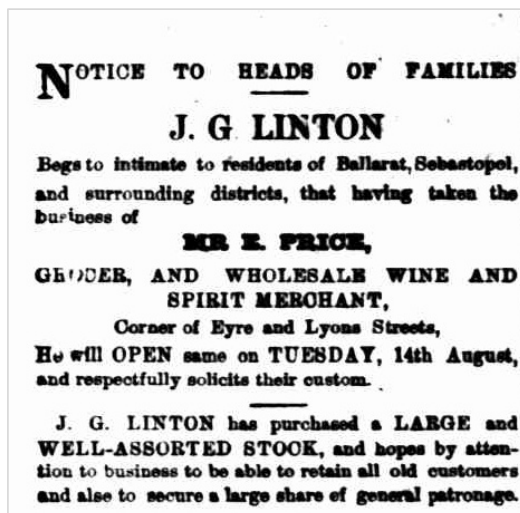 NOTICE TO HEADS OF FAMILIES
J. G LINTON
Begs to intimate to residents of Ballarat, Sebastopol,
and surrounding districts, that having taken the
business of
MR E. PRICE,
GROCER, AND WHOLESALE WINE AND
SPIRIT MERCHANT,
Corner of Eyre and Lyons Streets,
He will OPEN same on TUESDAY, 14th August,
and respectfully solicits their custom.
J. G. LINTON has purchased a LARGE and
WELL-ASSORTED STOCK, and hopes by atten-
tion to business to be able to retain all old customers
and also to secure a large share of general patronage.